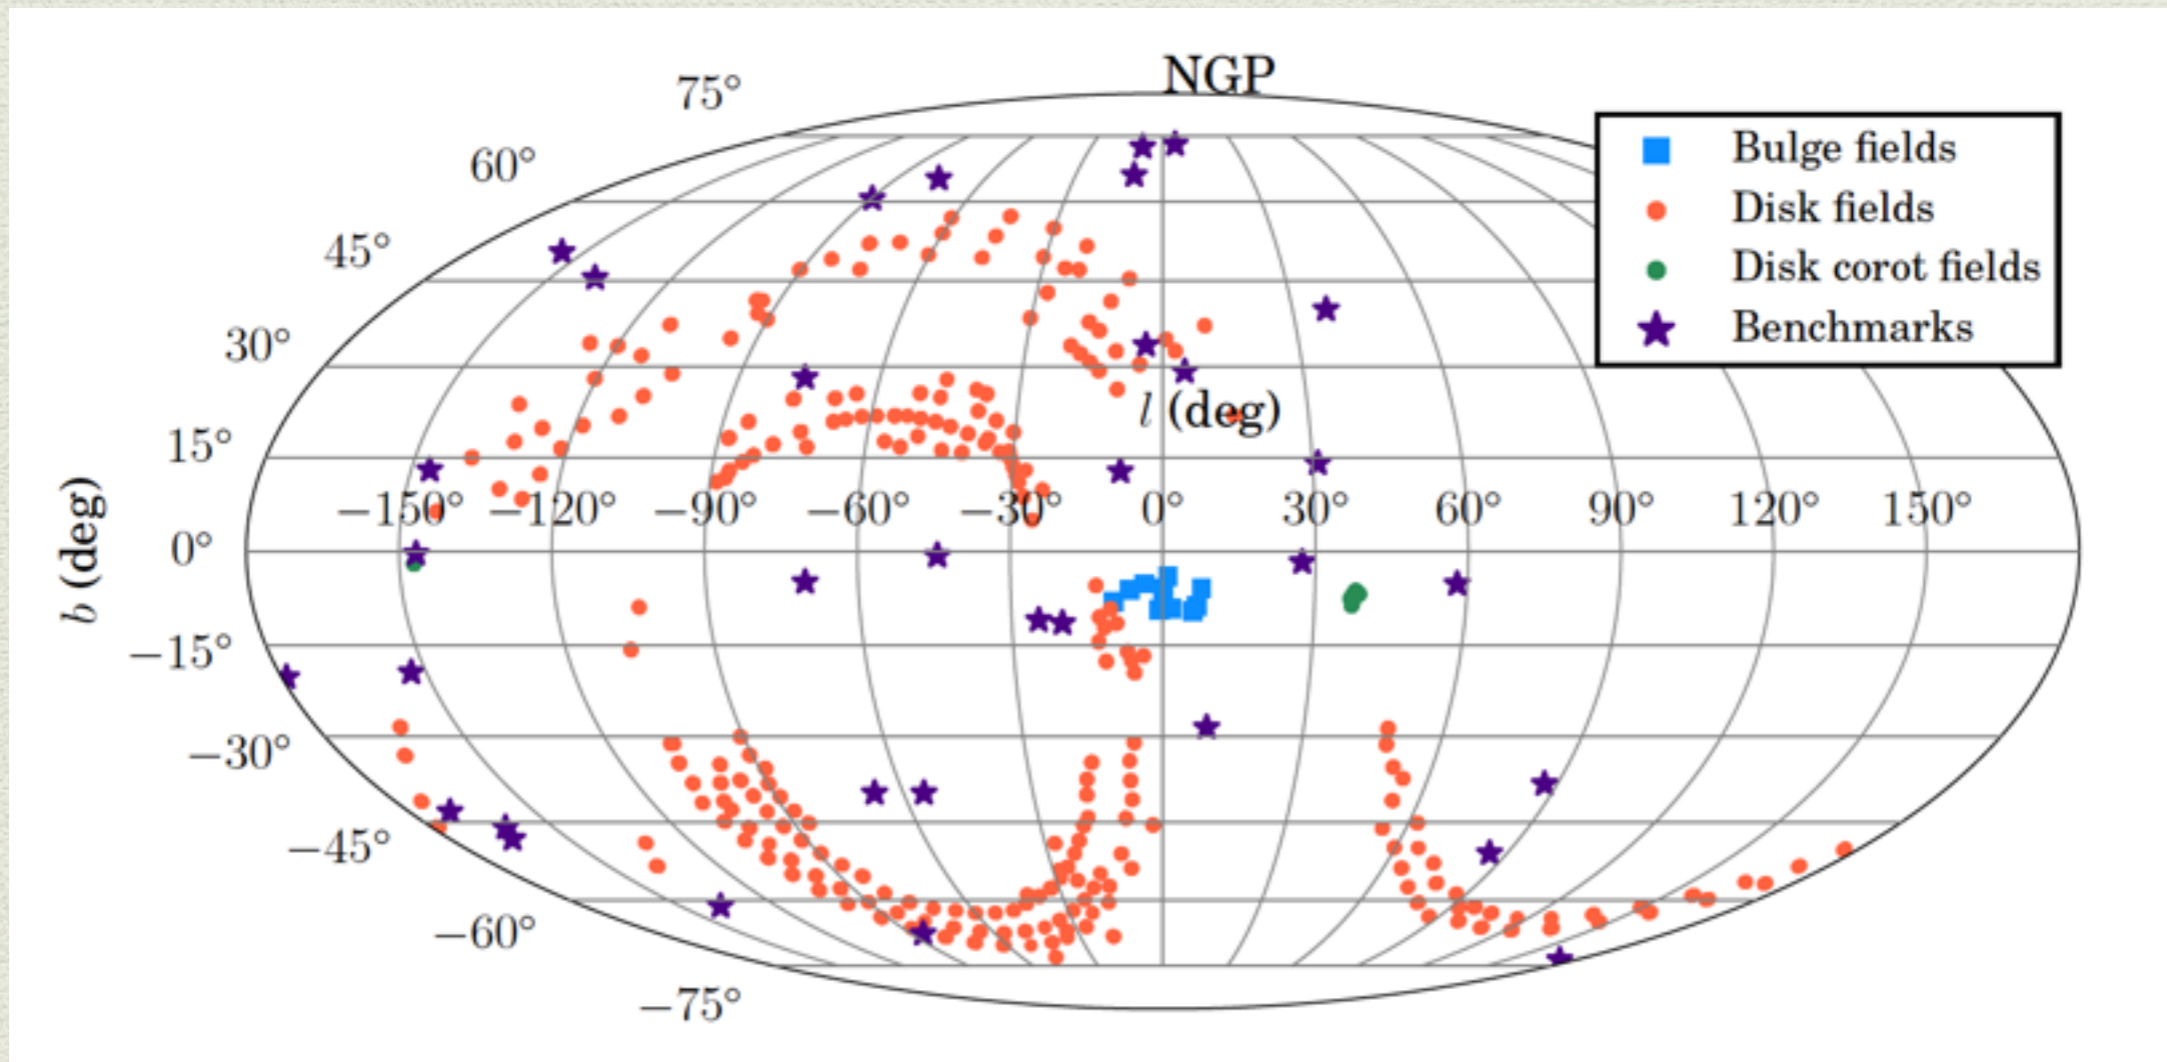 NGP
75°
60°
45°
30°
15°
0°
−15°
−30°
−45°
−60°
−75°
b (deg)
l (deg)
−150° −120° −90° −60° −30° 0° 30° 60° 90° 120° 150°
Bulge fields
Disk fields
Disk corot fields
Benchmarks